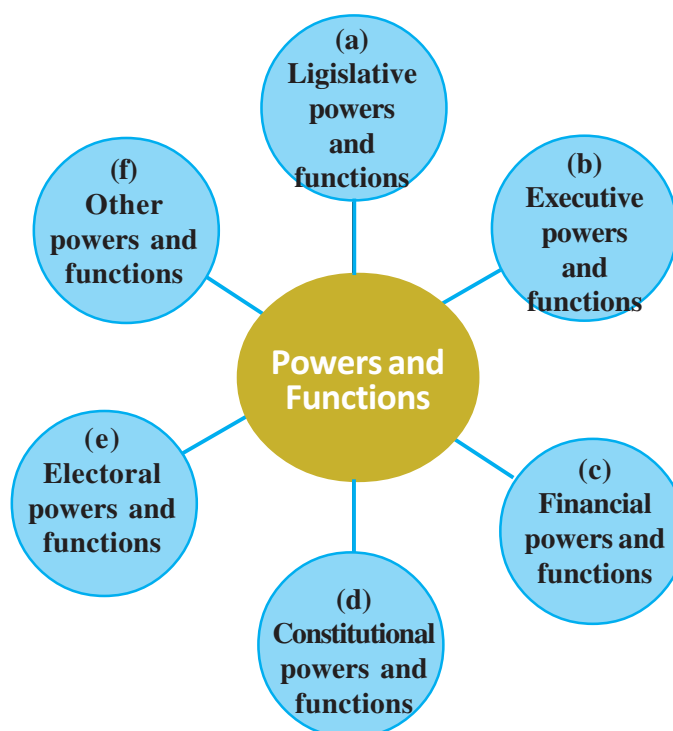 (a)
Ligislative
powers
and
functions
(b)
Executive
powers
and
functions
(c)
Financial
powers and
functions
(d)
Constitutional
powers and
functions
(e)
Electoral
powers and
functions
(f)
Other
powers and
functions
Powers and
Functions